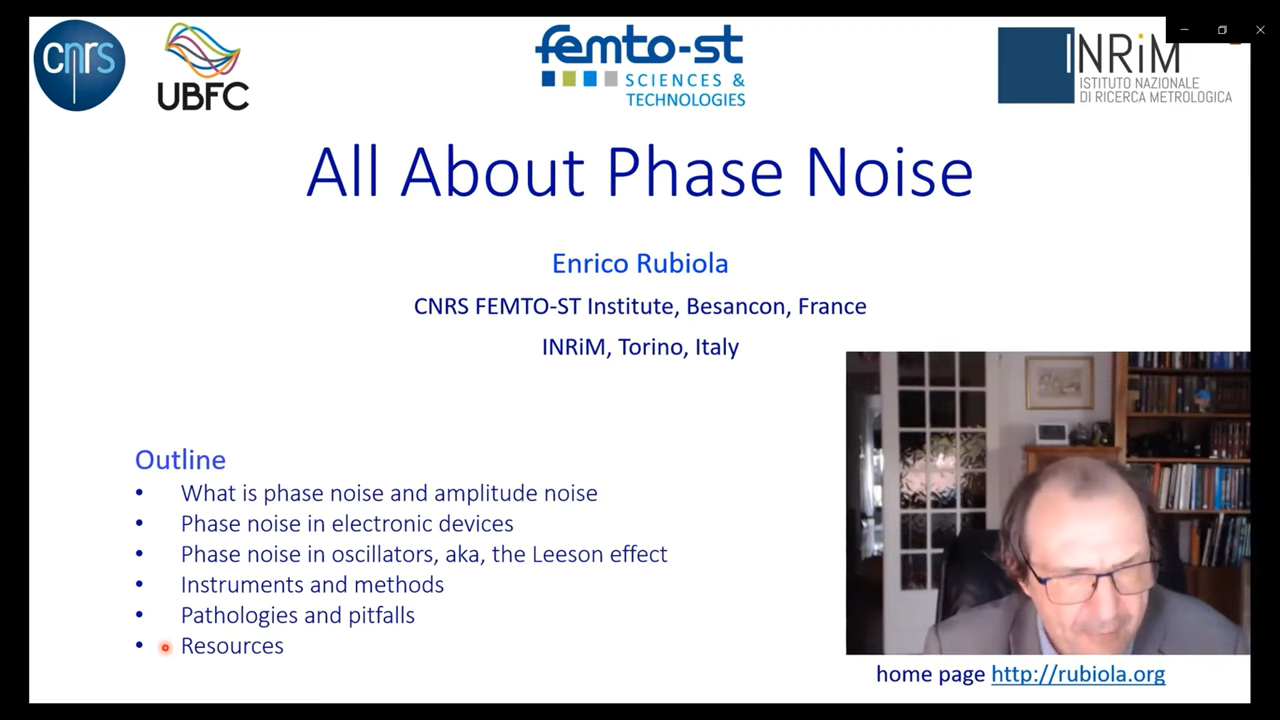 cnrs
UBFC
femto-st
SCIENCES &
TECHNOLOGIES
INRiM
ISTITUTO NAZIONALE
DI RICERCA METROLOGICA
All About Phase Noise
Enrico Rubiola
CNRS FEMTO-ST Institute, Besancon, France
INRiM, Torino, Italy
Outline
• What is phase noise and amplitude noise
• Phase noise in electronic devices
• Phase noise in oscillators, aka, the Leeson effect
• Instruments and methods
• Pathologies and pitfalls
• Resources
home page http://rubiola.org